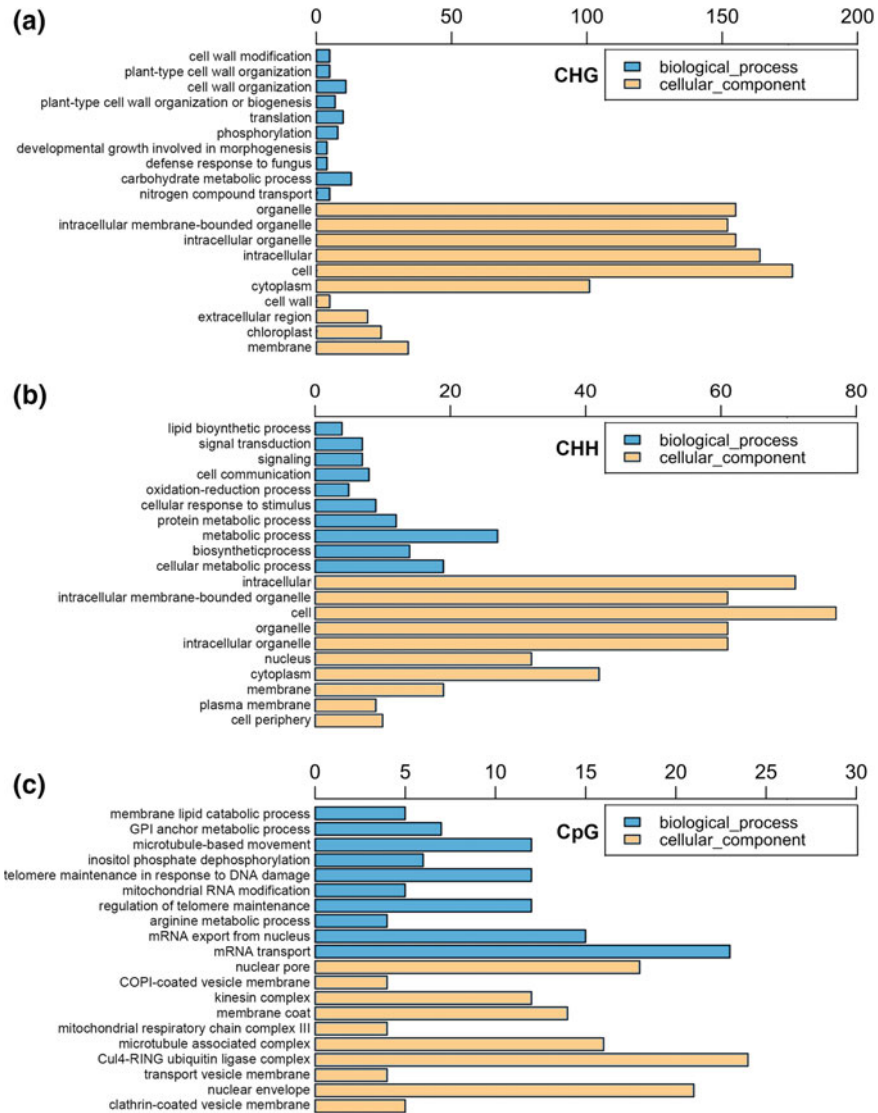 (a)
0 50 100 150 200
CHG
biological_process
cellular_component
cell wall modification
plant-type cell wall organization
cell wall organization
plant-type cell wall organization or biogenesis
translation
phosphorylation
developmental growth involved in morphogenesis
defense response to fungus
carbohydrate metabolic process
nitrogen compound transport
organelle
intracellular membrane-bounded organelle
intracellular organelle
intracellular
cell
cytoplasm
cell wall
extracellular region
chloroplast
membrane
(b)
0 20 40 60 80
CHH
biological_process
cellular_component
lipid bioynthetic process
signal transduction
signaling
cell communication
oxidation-reduction process
cellular response to stimulus
protein metabolic process
metabolic process
biosyntheticprocess
cellular metabolic process
intracellular
intracellular membrane-bounded organelle
cell
organelle
intracellular organelle
nucleus
cytoplasm
membrane
plasma membrane
cell periphery
(c)
0 5 10 15 20 25 30
CpG
biological_process
cellular_component
membrane lipid catabolic process
GPI anchor metabolic process
microtubule-based movement
inositol phosphate dephosphorylation
telomere maintenance in response to DNA damage
mitochondrial RNA modification
regulation of telomere maintenance
arginine metabolic process
mRNA export from nucleus
mRNA transport
nuclear pore
COPI-coated vesicle membrane
kinesin complex
membrane coat
mitochondrial respiratory chain complex III
microtubule associated complex
Cul4-RING ubiquitin ligase complex
transport vesicle membrane
nuclear envelope
clathrin-coated vesicle membrane